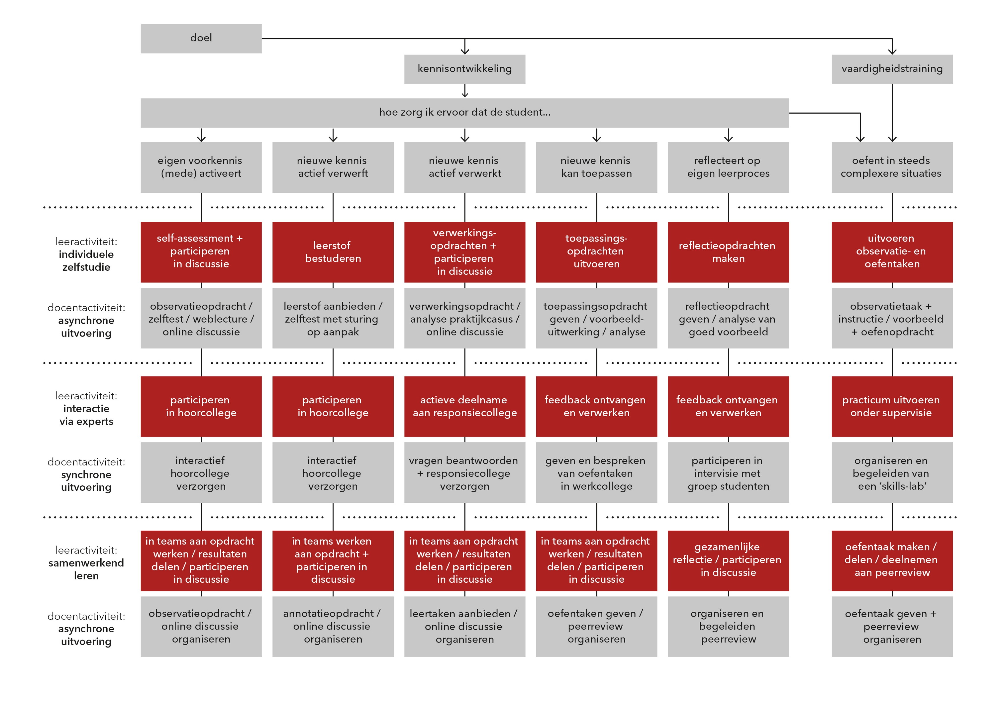 doel
kennisontwikkeling
vaardigheidstraining
hoe zorg ik ervoor dat de student...
eigen voorkennis
(mede) activeert
nieuwe kennis
actief verwerft
nieuwe kennis
actief verwerkt
nieuwe kennis
kan toepassen
reflecteert op
eigen leerproces
oefent in steeds
complexere situaties
leeractiviteit:
individuele
zelfstudie
self-assessment +
participeren
in discussie
leerstof
bestuderen
verwerkings-
opdrachten +
participeren
in discussie
toepassings-
opdrachten
uitvoeren
reflectieopdrachten
maken
uitvoeren
observatie- en
oefentaken
docentactiviteit:
asynchrone
uitvoering
observatieopdracht /
zelftest / weblecture /
online discussie
leerstof aanbieden /
zelftest met sturing
op aanpak
verwerkingsopdracht /
analyse praktijkcasus /
online discussie
toepassingsopdracht
geven / voorbeeld-
uitwerking / analyse
reflectieopdracht
geven / analyse van
goed voorbeeld
observatietaak +
instructie / voorbeeld
+ oefenopdracht
leeractiviteit:
interactie
via experts
participeren
in hoorcollege
participeren
in hoorcollege
actieve deelname
aan responsiecollege
feedback ontvangen
en verwerken
feedback ontvangen
en verwerken
practicum uitvoeren
onder supervisie
docentactiviteit:
synchrone
uitvoering
interactief
hoorcollege
verzorgen
interactief
hoorcollege
verzorgen
vragen beantwoorden
+ responsiecollege
verzorgen
geven en bespreken
van oefentaken
in werkcollege
participeren in
intervisie met
groep studenten
organiseren en
begeleiden van
een ‘skills-lab’
leeractiviteit:
samenwerkend
leren
in teams aan opdracht
werken / resultaten
delen / participeren
in discussie
in teams werken
aan opdracht +
participeren in
discussie
in teams aan opdracht
werken / resultaten
delen / participeren
in discussie
in teams aan opdracht
werken / resultaten
delen / participeren
in discussie
gezamenlijke
reflectie / participeren
in discussie
oefentaak maken /
delen / deelnemen
aan peerreview
docentactiviteit:
asynchrone
uitvoering
observatieopdracht /
online discussie
organiseren
annotatieopdracht /
online discussie
organiseren
leertaken aanbieden /
online discussie
organiseren
oefentaken geven /
peerreview
organiseren
organiseren en
begeleiden
peerreview
oefentaak geven +
peerreview
organiseren